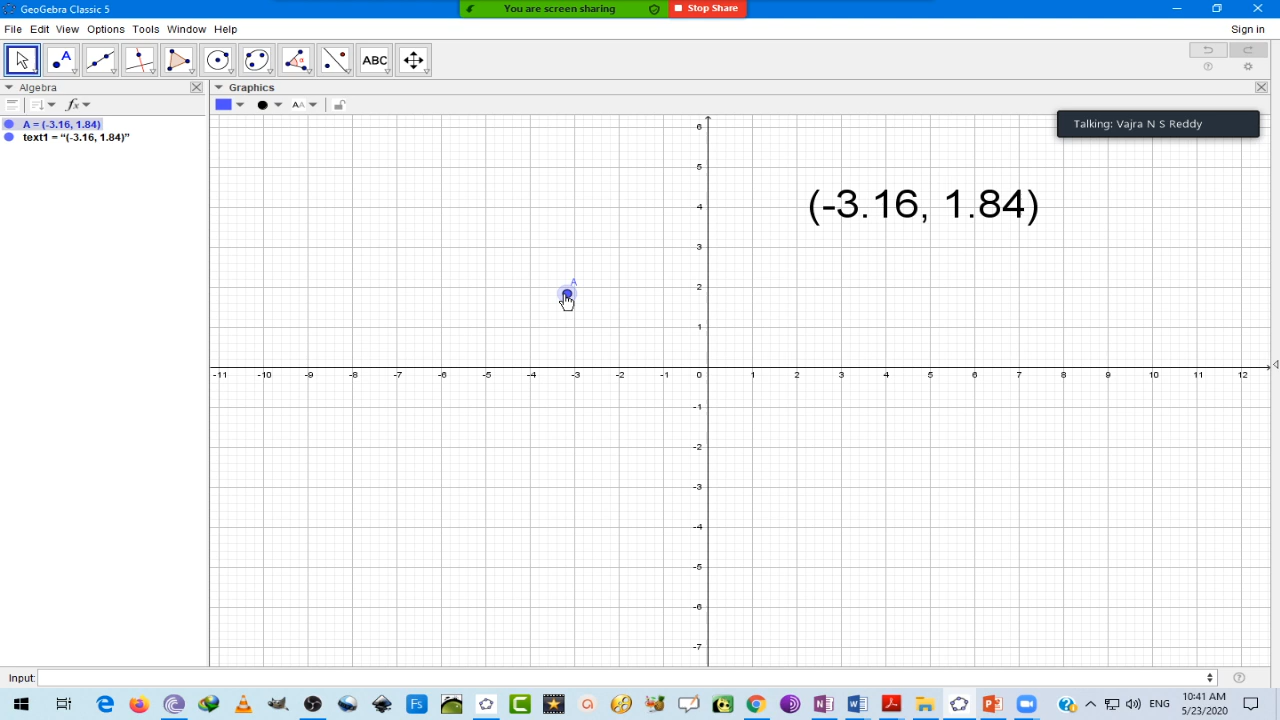 GeoGebra Classic 5
You are screen sharing
Stop Share
File Edit View Options Tools Window Help
Sign in
A
ABC
Algebra
Graphics
fx
AA
A = (-3.16, 1.84)
text1 = “(-3.16, 1.84)”
Talking: Vajra N S Reddy
(-3.16, 1.84)
A
6
5
4
3
2
1
-11 -10 -9 -8 -7 -6 -5 -4 -3 -2 -1 0 1 2 3 4 5 6 7 8 9 10 11 12
-1
-2
-3
-4
-5
-6
-7
Input:
Fs
ENG
10:41 AM
5/23/2020